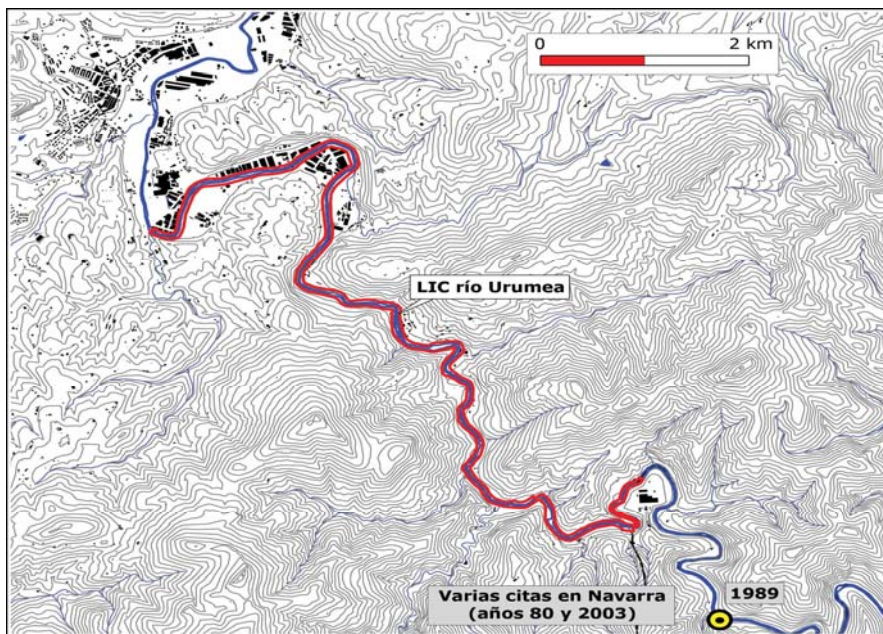 0 2 km
LIC río Urumea
Varias citas en Navarra
(años 80 y 2003)
1989